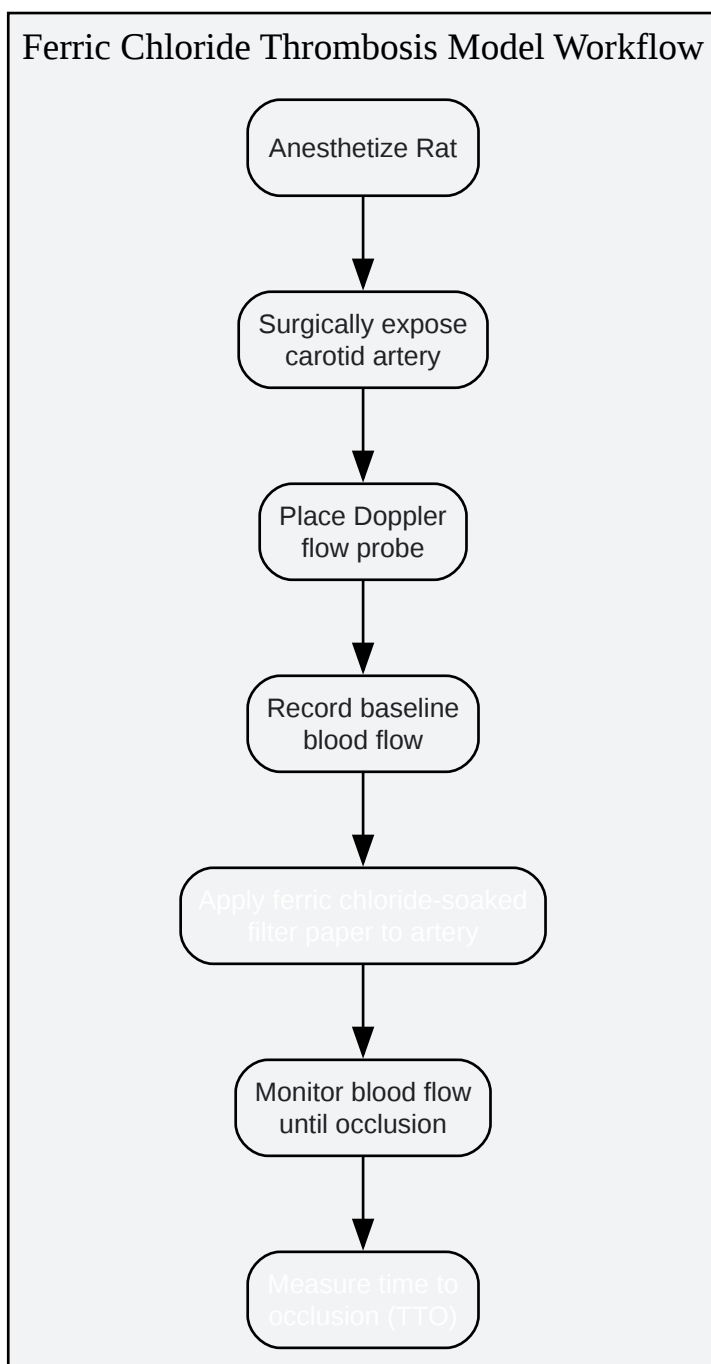 Ferric Chloride Thrombosis Model Workflow
Anesthetize Rat
Surgically expose
carotid artery
Place Doppler
flow probe
Record baseline
blood flow
Apply ferric chloride-soaked
filter paper to artery
Monitor blood flow
until occlusion
Measure time to
occlusion (TTO)